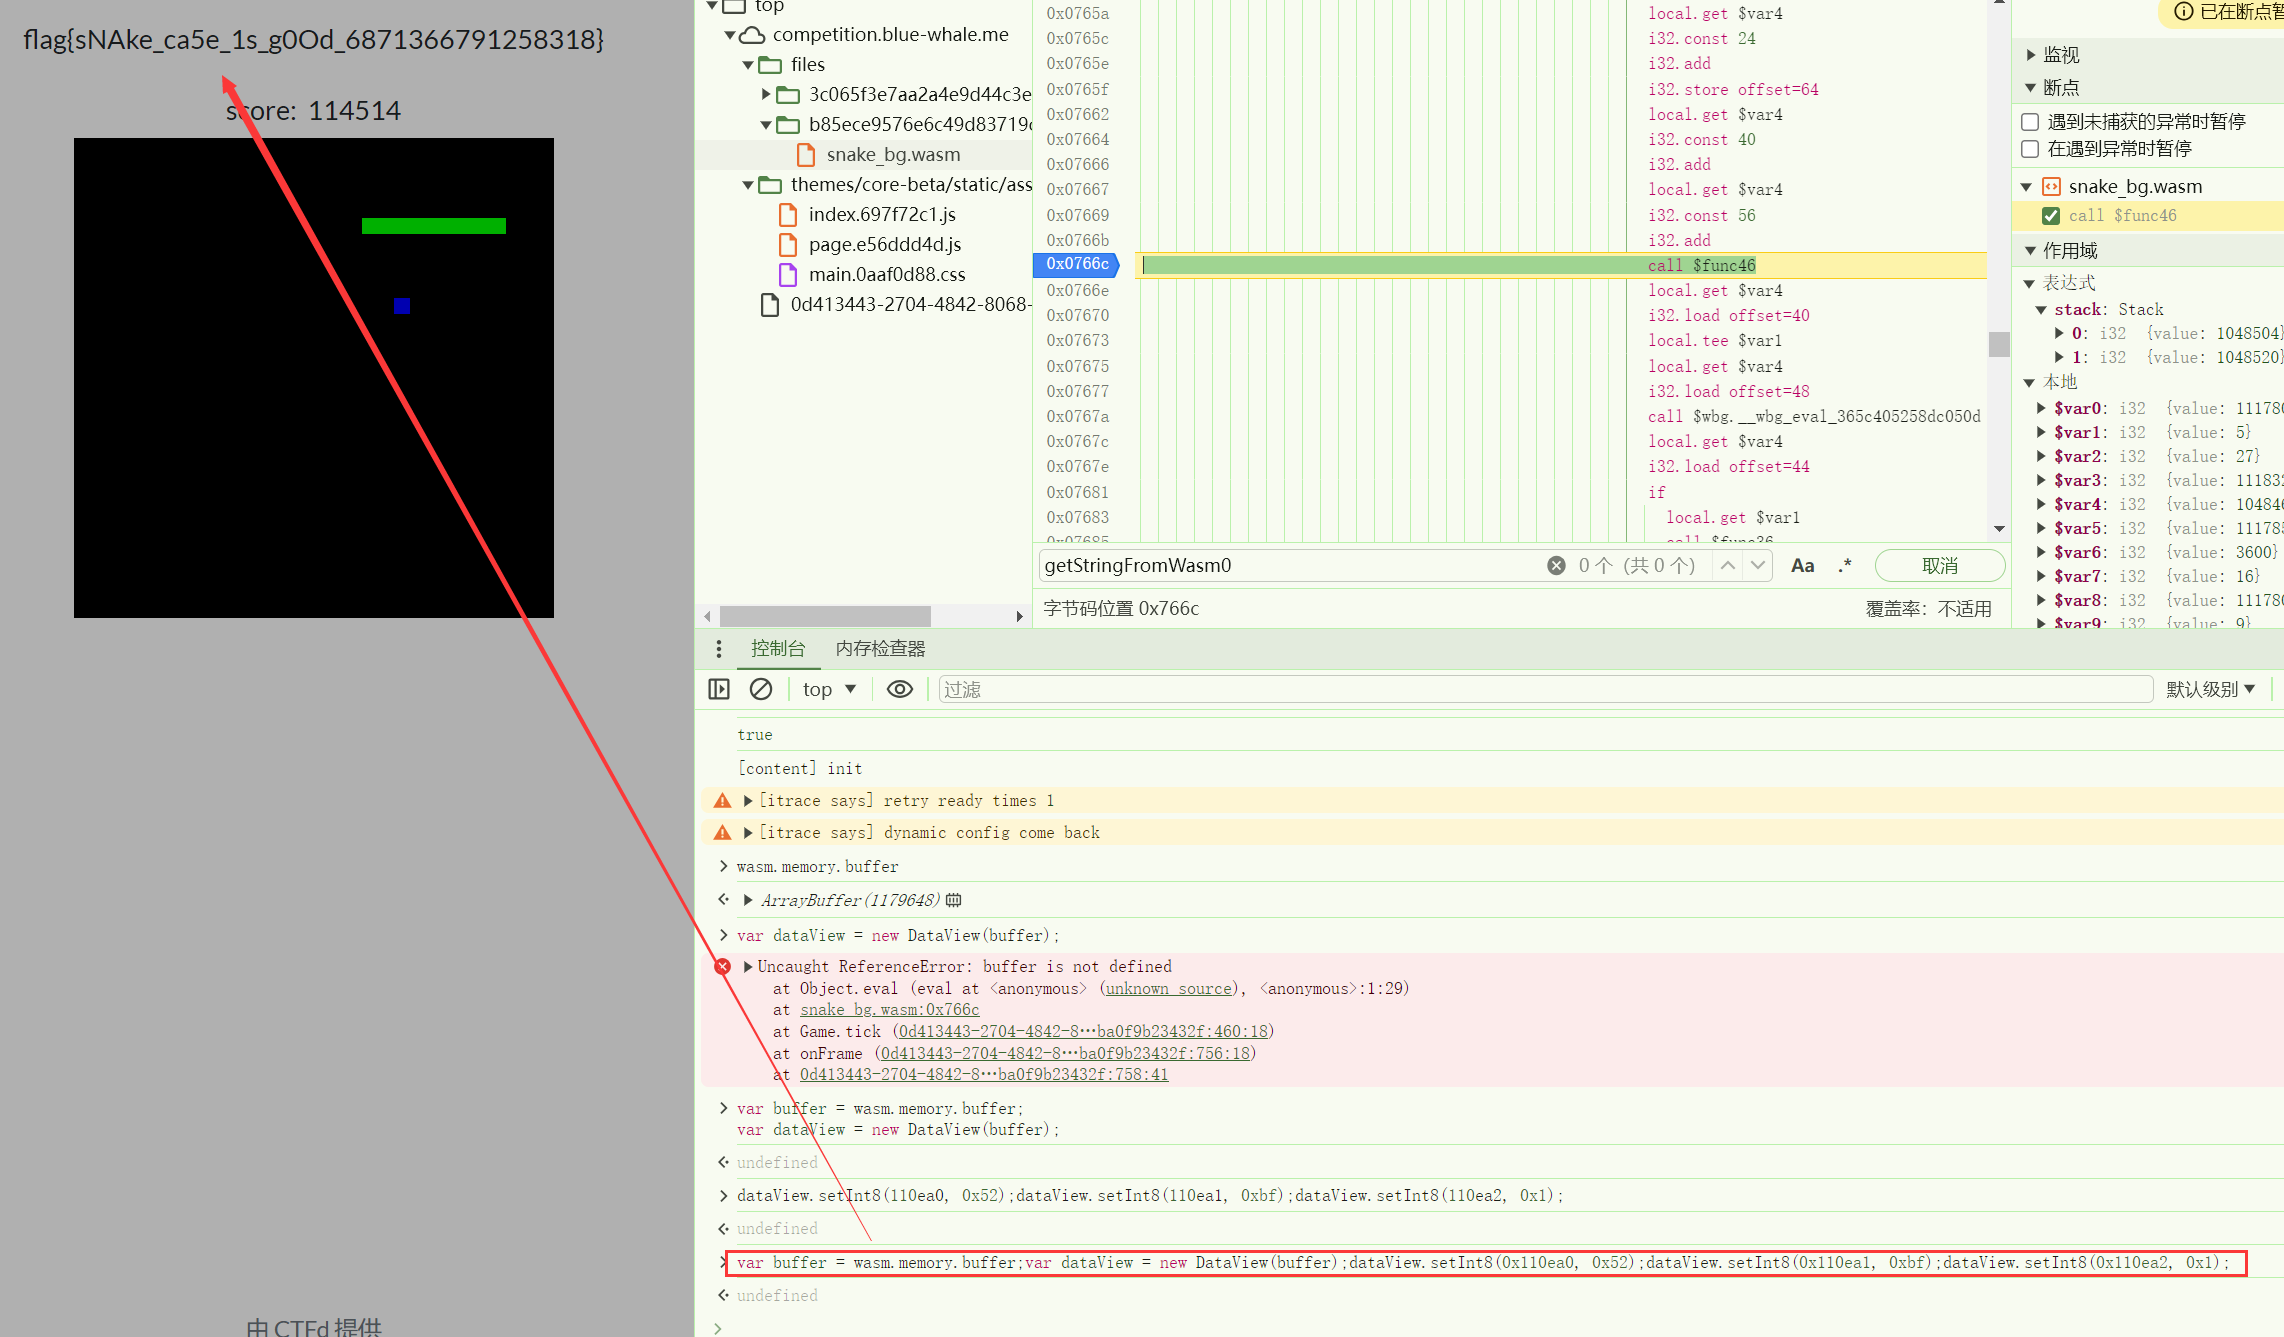 flag{sNAke_ca5e_1s_g0Od_6871366791258318}
score: 114514
由 CTFd 提供
top
competition.blue-whale.me
files
3c065f3e7aa2a4e9d44c3e
b85ece9576e6c49d83719c
snake_bg.wasm
themes/core-beta/static/ass
index.697f72c1.js
page.e56ddd4d.js
main.0aaf0d88.css
0d413443-2704-4842-8068-
0x0765a local.get $var4
0x0765c i32.const 24
0x0765e i32.add
0x0765f i32.store offset=64
0x07662 local.get $var4
0x07664 i32.const 40
0x07666 i32.add
0x07667 local.get $var4
0x07669 i32.const 56
0x0766b i32.add
0x0766c call $func46
0x0766e local.get $var4
0x07670 i32.load offset=40
0x07673 local.tee $var1
0x07675 local.get $var4
0x07677 i32.load offset=48
0x0767a call $wbg.__wbg_eval_365c405258dc050d
0x0767c local.get $var4
0x0767e i32.load offset=44
0x07681 if
0x07683 local.get $var1
0x07685 call $func36
getStringFromWasm0 0 个 (共 0 个) Aa .* 取消
字节码位置 0x766c 覆盖率: 不适用
已在断点暂
监视
断点
遇到未捕获的异常时暂停
在遇到异常时暂停
snake_bg.wasm
call $func46
作用域
表达式
stack: Stack
0: i32 {value: 1048504}
1: i32 {value: 1048520}
本地
$var0: i32 {value: 111780
$var1: i32 {value: 5}
$var2: i32 {value: 27}
$var3: i32 {value: 111832
$var4: i32 {value: 104846
$var5: i32 {value: 111785
$var6: i32 {value: 3600}
$var7: i32 {value: 16}
$var8: i32 {value: 111780
$var9: i32 {value: 9}
控制台 内存检查器
top 过滤 默认级别
true
[content] init
[itrace says] retry ready times 1
[itrace says] dynamic config come back
wasm.memory.buffer
ArrayBuffer(1179648)
var dataView = new DataView(buffer);
Uncaught ReferenceError: buffer is not defined
at Object.eval (eval at <anonymous> (unknown source), <anonymous>:1:29)
at snake_bg.wasm:0x766c
at Game.tick (0d413443-2704-4842-8…ba0f9b23432f:460:18)
at onFrame (0d413443-2704-4842-8…ba0f9b23432f:756:18)
at 0d413443-2704-4842-8…ba0f9b23432f:758:41
var buffer = wasm.memory.buffer;
var dataView = new DataView(buffer);
undefined
dataView.setInt8(110ea0, 0x52);dataView.setInt8(110ea1, 0xbf);dataView.setInt8(110ea2, 0x1);
undefined
var buffer = wasm.memory.buffer;var dataView = new DataView(buffer);dataView.setInt8(0x110ea0, 0x52);dataView.setInt8(0x110ea1, 0xbf);dataView.setInt8(0x110ea2, 0x1);
undefined